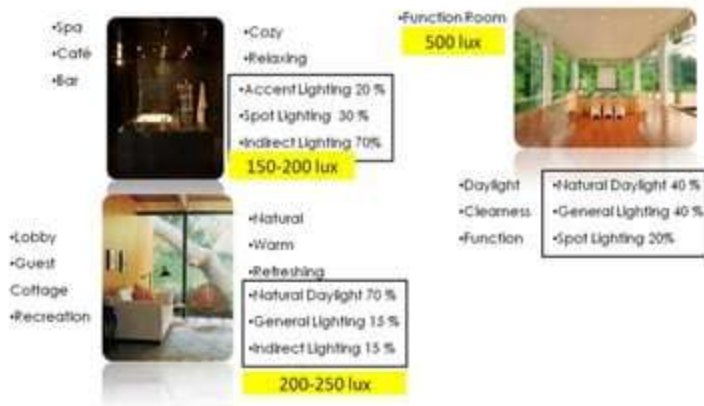 •Spa
•Café
•Bar
•Cozy
•Relaxing
•Accent Lighting 20 %
•Spot Lighting 30 %
•Indirect Lighting 70%
150-200 lux
•Function Room
500 lux
•Daylight
•Clearness
•Function
•Natural Daylight 40 %
•General Lighting 40 %
•Spot Lighting 20%
•Lobby
•Guest
Cottage
•Recreation
•Natural
•Warm
•Refreshing
•Natural Daylight 70 %
•General Lighting 15 %
•Indirect Lighting 15 %
200-250 lux